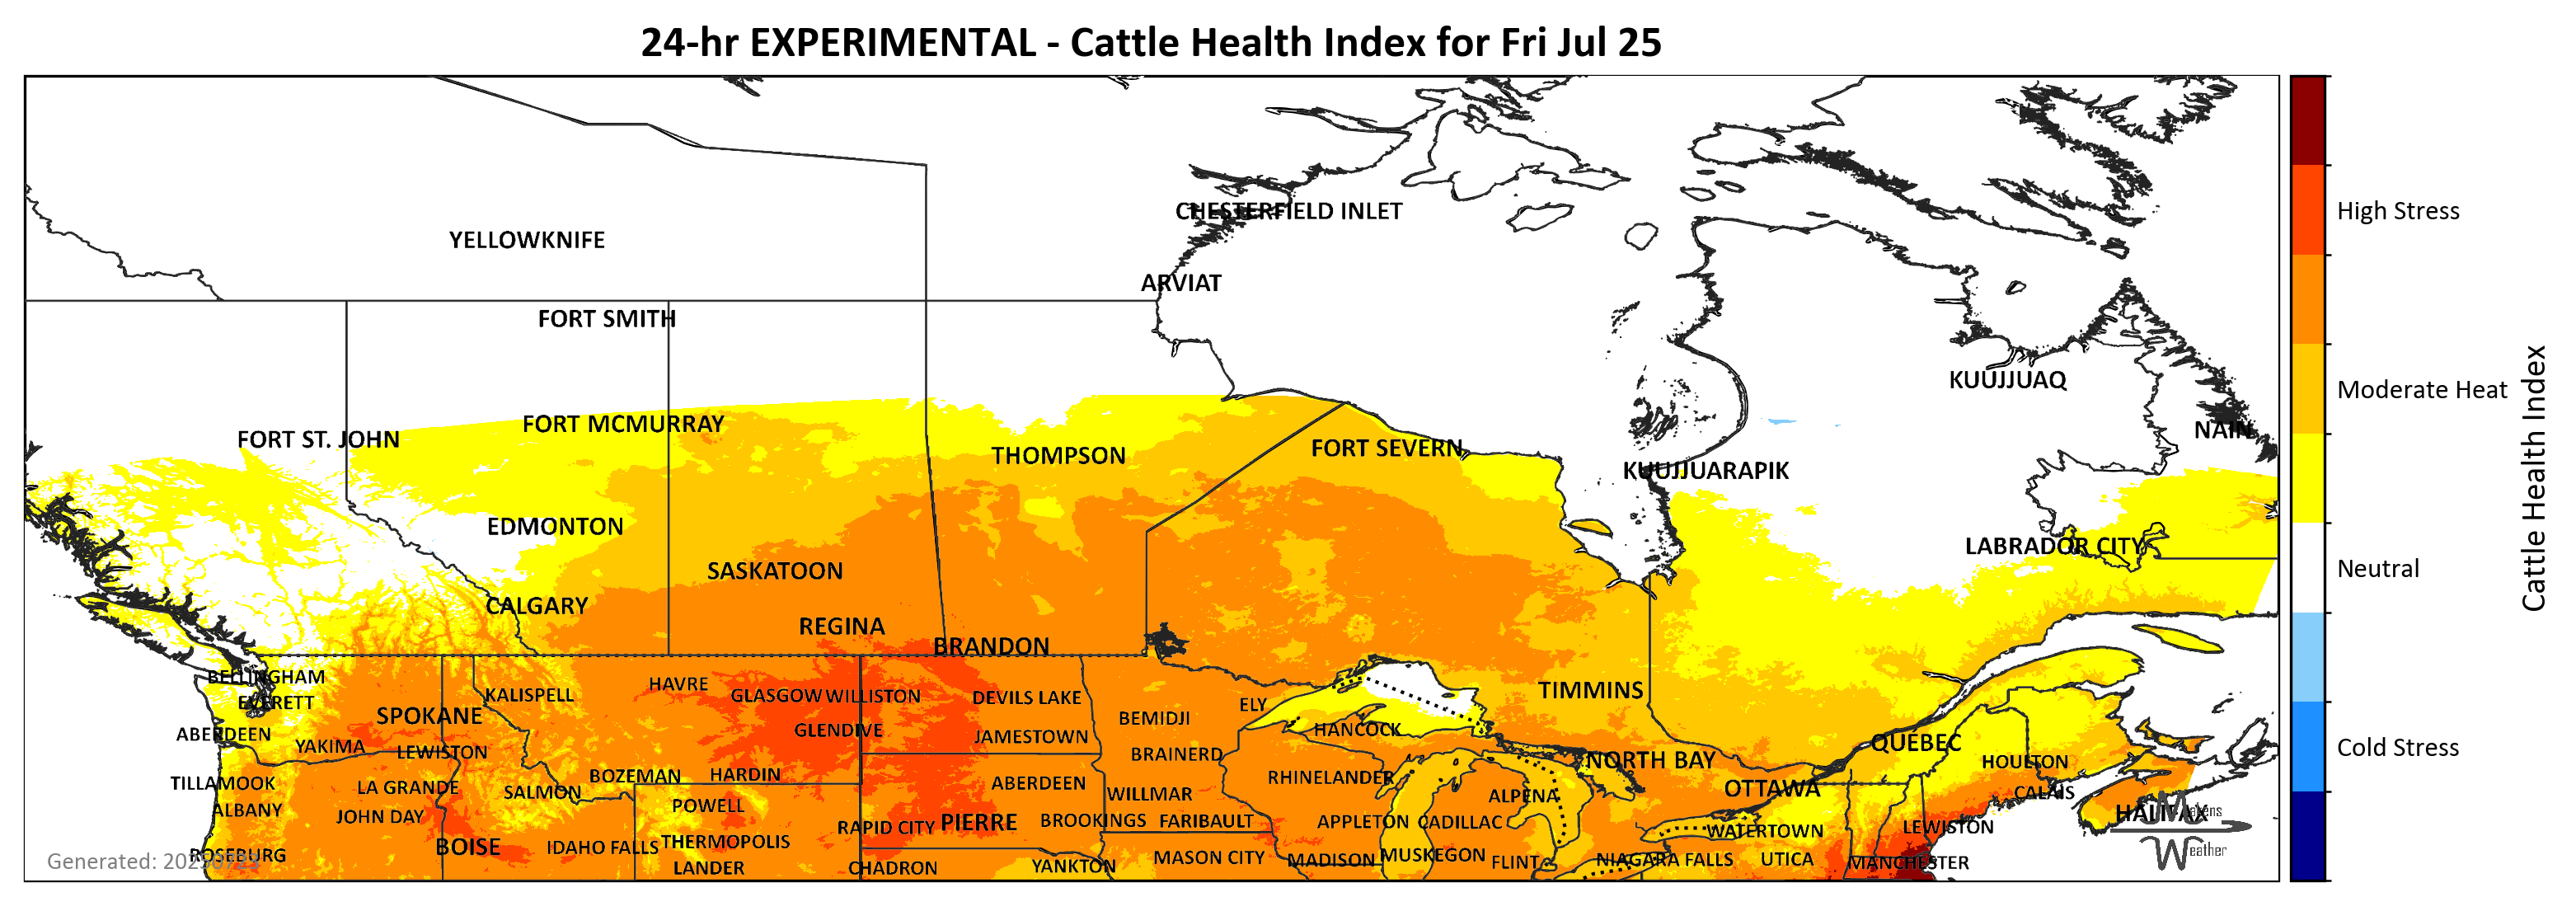 24-hr EXPERIMENTAL - Cattle Health Index for Fri Jul 25
CHESTERFIELD INLET
YELLOWKNIFE
ARVIAT
FORT SMITH
KUUJJUAQ
FORT MCMURRAY
NAIN
FORT ST. JOHN
FORT SEVERN
THOMPSON
KUUJJUARAPIK
EDMONTON
LABRADOR CITY
SASKATOON
CALGARY
REGINA
BRANDON
BELLINGHAM
HAVRE
TIMMINS
KALISPELL
GLASGOW
WILLISTON
DEVILS LAKE
EVERETT
ELY
SPOKANE
BEMIDJI
GLENDIVE
HANCOCK
ABERDEEN
JAMESTOWN
QUEBEC
YAKIMA
LEWISTON
BRAINERD
NORTH BAY
HOULTON
BOZEMAN
HARDIN
RHINELANDER
TILLAMOOK
LA GRANDE
SALMON
ABERDEEN
WILLMAR
ALPENA
OTTAWA
CALAIS
ALBANY
JOHN DAY
POWELL
HALIFAX
Makens
Weather
RAPID CITY
PIERRE
BROOKINGS
FARIBAULT
APPLETON
CADILLAC
WATERTOWN
LEWISTON
BOISE
IDAHO FALLS
THERMOPOLIS
ROSEBURG
MASON CITY
MADISON
MUSKEGON
FLINT
NIAGARA FALLS
UTICA
MANCHESTER
LANDER
CHADRON
YANKTON
Generated:
High Stress
Moderate Heat
Neutral
Cold Stress
Cattle Health Index